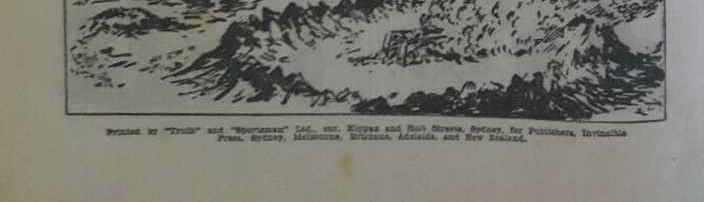 Printed by "Truth" and "Sportsman" Ltd., cnr. Kippax and Holt Streets, Sydney, for Publishers, Invincible
Press, Sydney, Melbourne, Brisbane, Adelaide, and New Zealand.